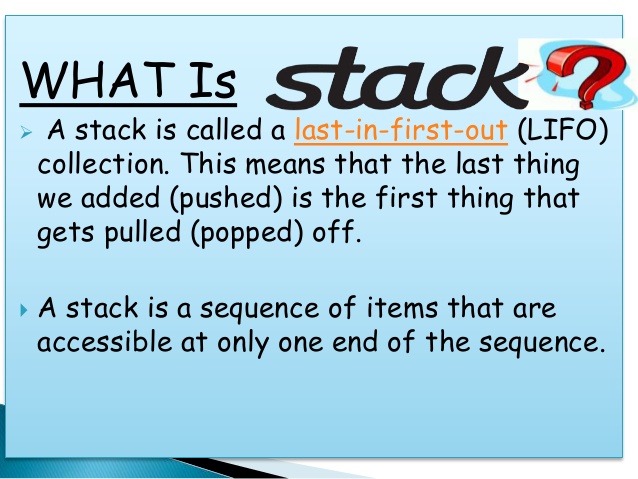 WHAT Is stack?
A stack is called a last-in-first-out (LIFO)
collection. This means that the last thing
we added (pushed) is the first thing that
gets pulled (popped) off.
A stack is a sequence of items that are
accessible at only one end of the sequence.